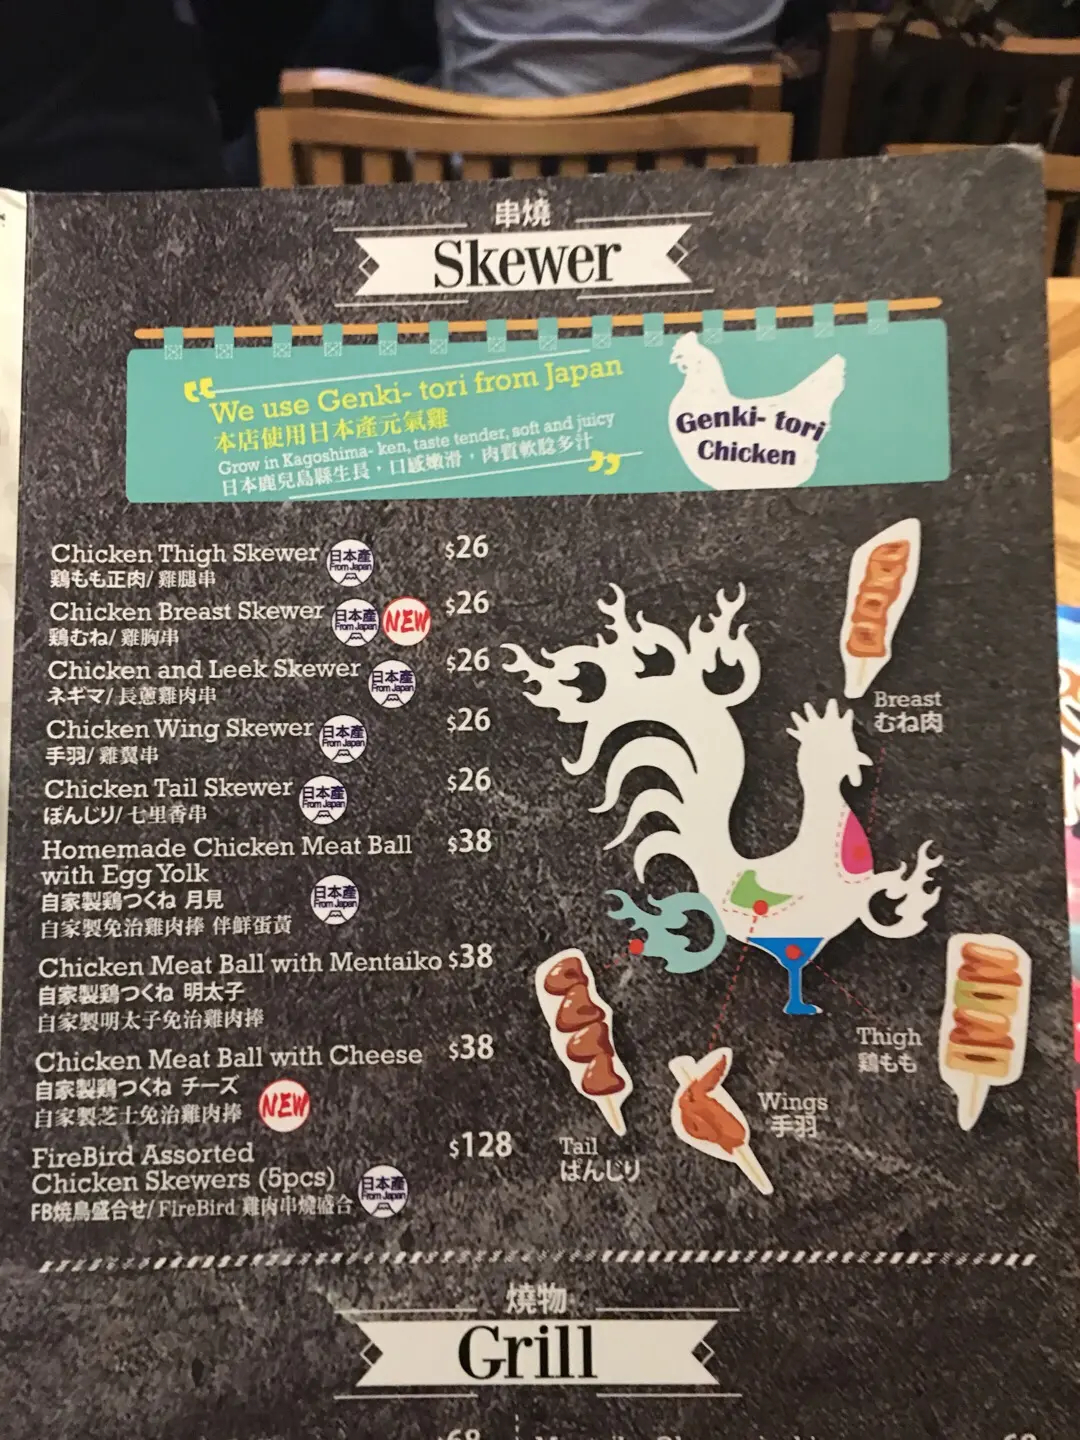 串燒
Skewer
We use Genki- tori from Japan
本店使用日本產元氣雞
Grow in Kagoshima- ken, taste tender, soft and juicy
日本鹿兒島縣生長，口感嫩滑，肉質軟腍多汁
Genki- tori
Chicken
Chicken Thigh Skewer 日本產 From Japan $26
鶏もも正肉/ 雞腿串
Chicken Breast Skewer 日本產 From Japan NEW $26
鶏むね/ 雞胸串
Chicken and Leek Skewer 日本產 From Japan $26
ネギマ/ 長蔥雞肉串
Chicken Wing Skewer 日本產 From Japan $26
手羽/ 雞翼串
Chicken Tail Skewer 日本產 From Japan $26
ぼんじり/ 七里香串
Homemade Chicken Meat Ball $38
with Egg Yolk
自家製鶏つくね 月見 日本產 From Japan
自家製免治雞肉棒 伴鮮蛋黃
Chicken Meat Ball with Mentaiko $38
自家製鶏つくね 明太子
自家製明太子免治雞肉棒
Chicken Meat Ball with Cheese $38
自家製鶏つくね チーズ
自家製芝士免治雞肉棒 NEW
FireBird Assorted $128
Chicken Skewers (5pcs) 日本產 From Japan
FB焼鳥盛合せ/ FireBird 雞肉串燒盛合
Breast
むね肉
Thigh
鶏もも
Wings
手羽
Tail
ぼんじり
燒物
Grill